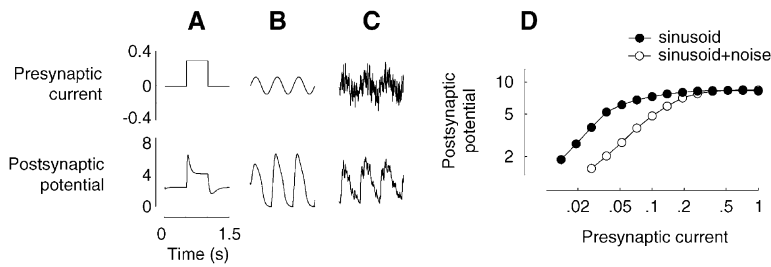 A
B
C
D
sinusoid
sinusoid+noise
Presynaptic
current
0.4
0
-0.4
Postsynaptic
potential
8
4
0
0
1.5
Time (s)
Postsynaptic
potential
10
5
2
.02
.05
.1
.2
.5
1
Presynaptic current